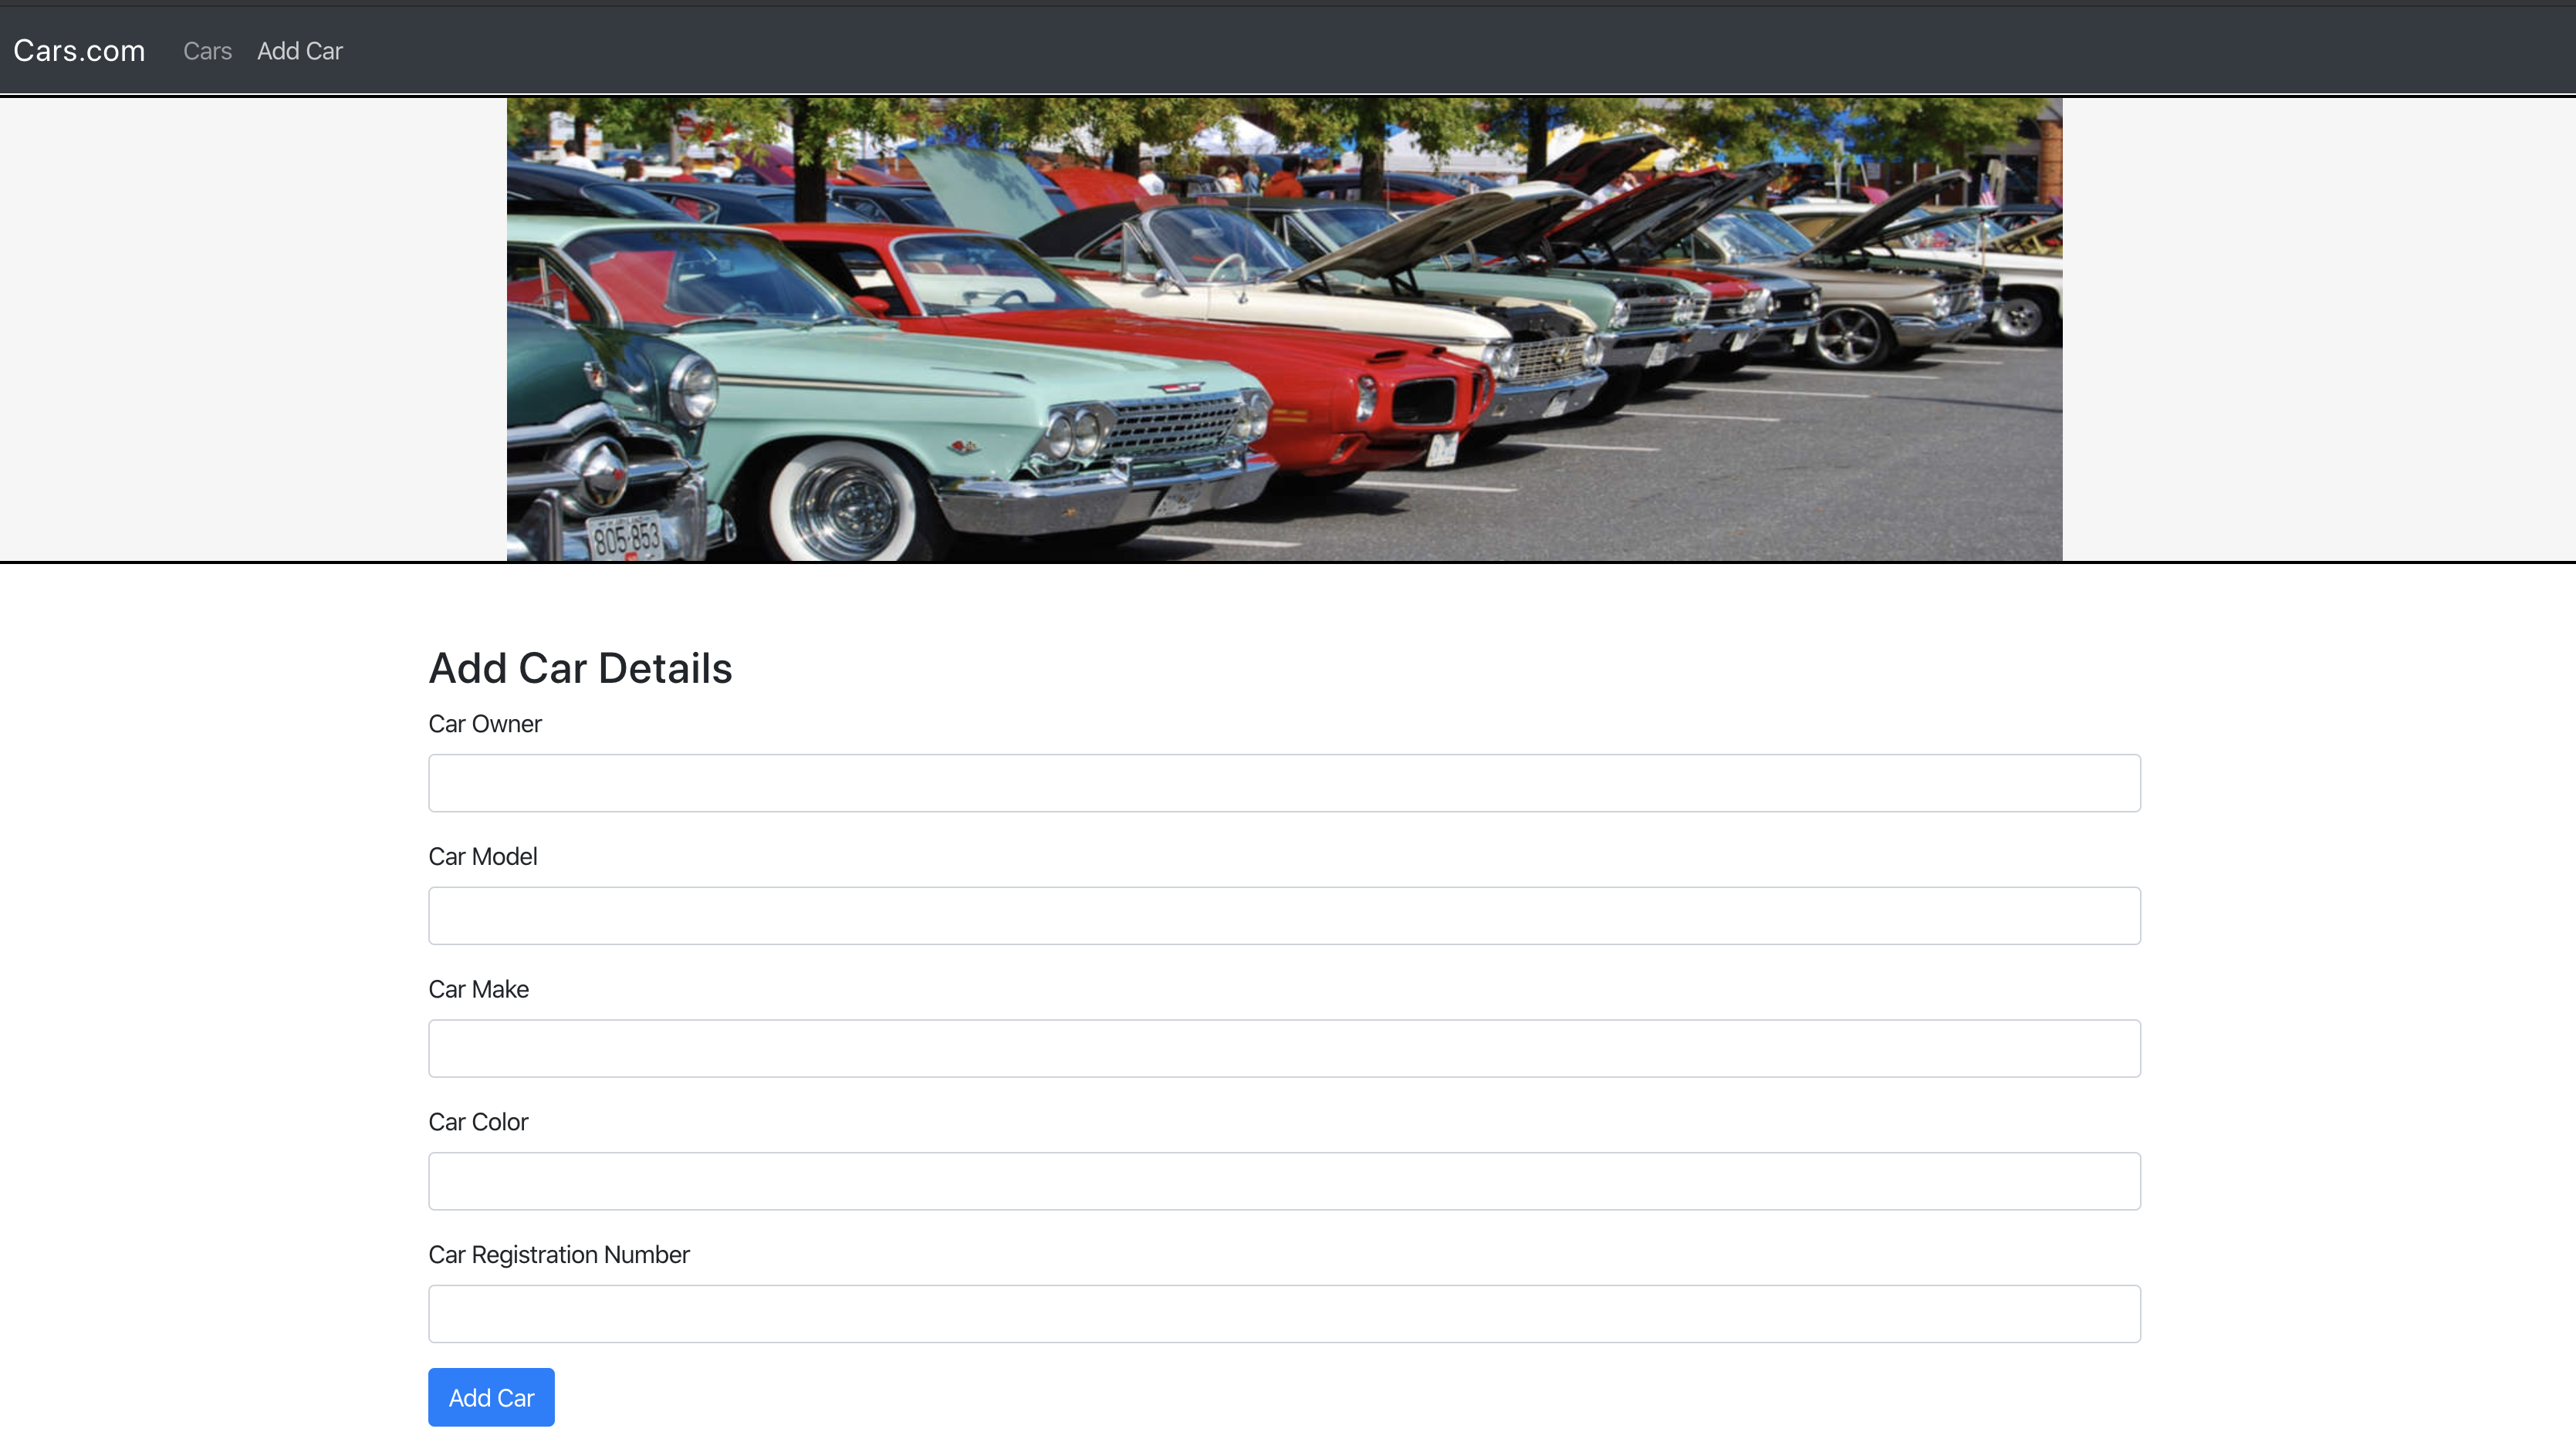 Cars.com Cars Add Car
805·853
Add Car Details
Car Owner
Car Model
Car Make
Car Color
Car Registration Number
Add Car